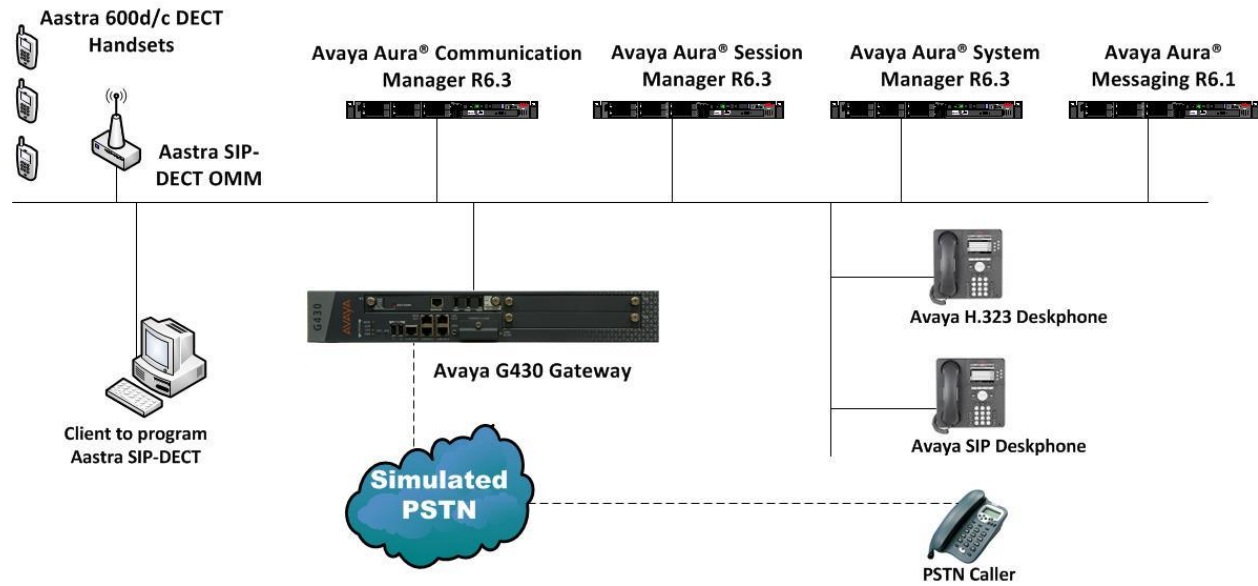 Aastra 600d/c DECT
Handsets
Avaya Aura® Communication
Manager R6.3
Avaya Aura® Session
Manager R6.3
Avaya Aura® System
Manager R6.3
Avaya Aura®
Messaging R6.1
Aastra SIP-
DECT OMM
G430
AVAYA
Avaya G430 Gateway
Avaya H.323 Deskphone
Client to program
Aastra SIP-DECT
Avaya SIP Deskphone
Simulated
PSTN
PSTN Caller